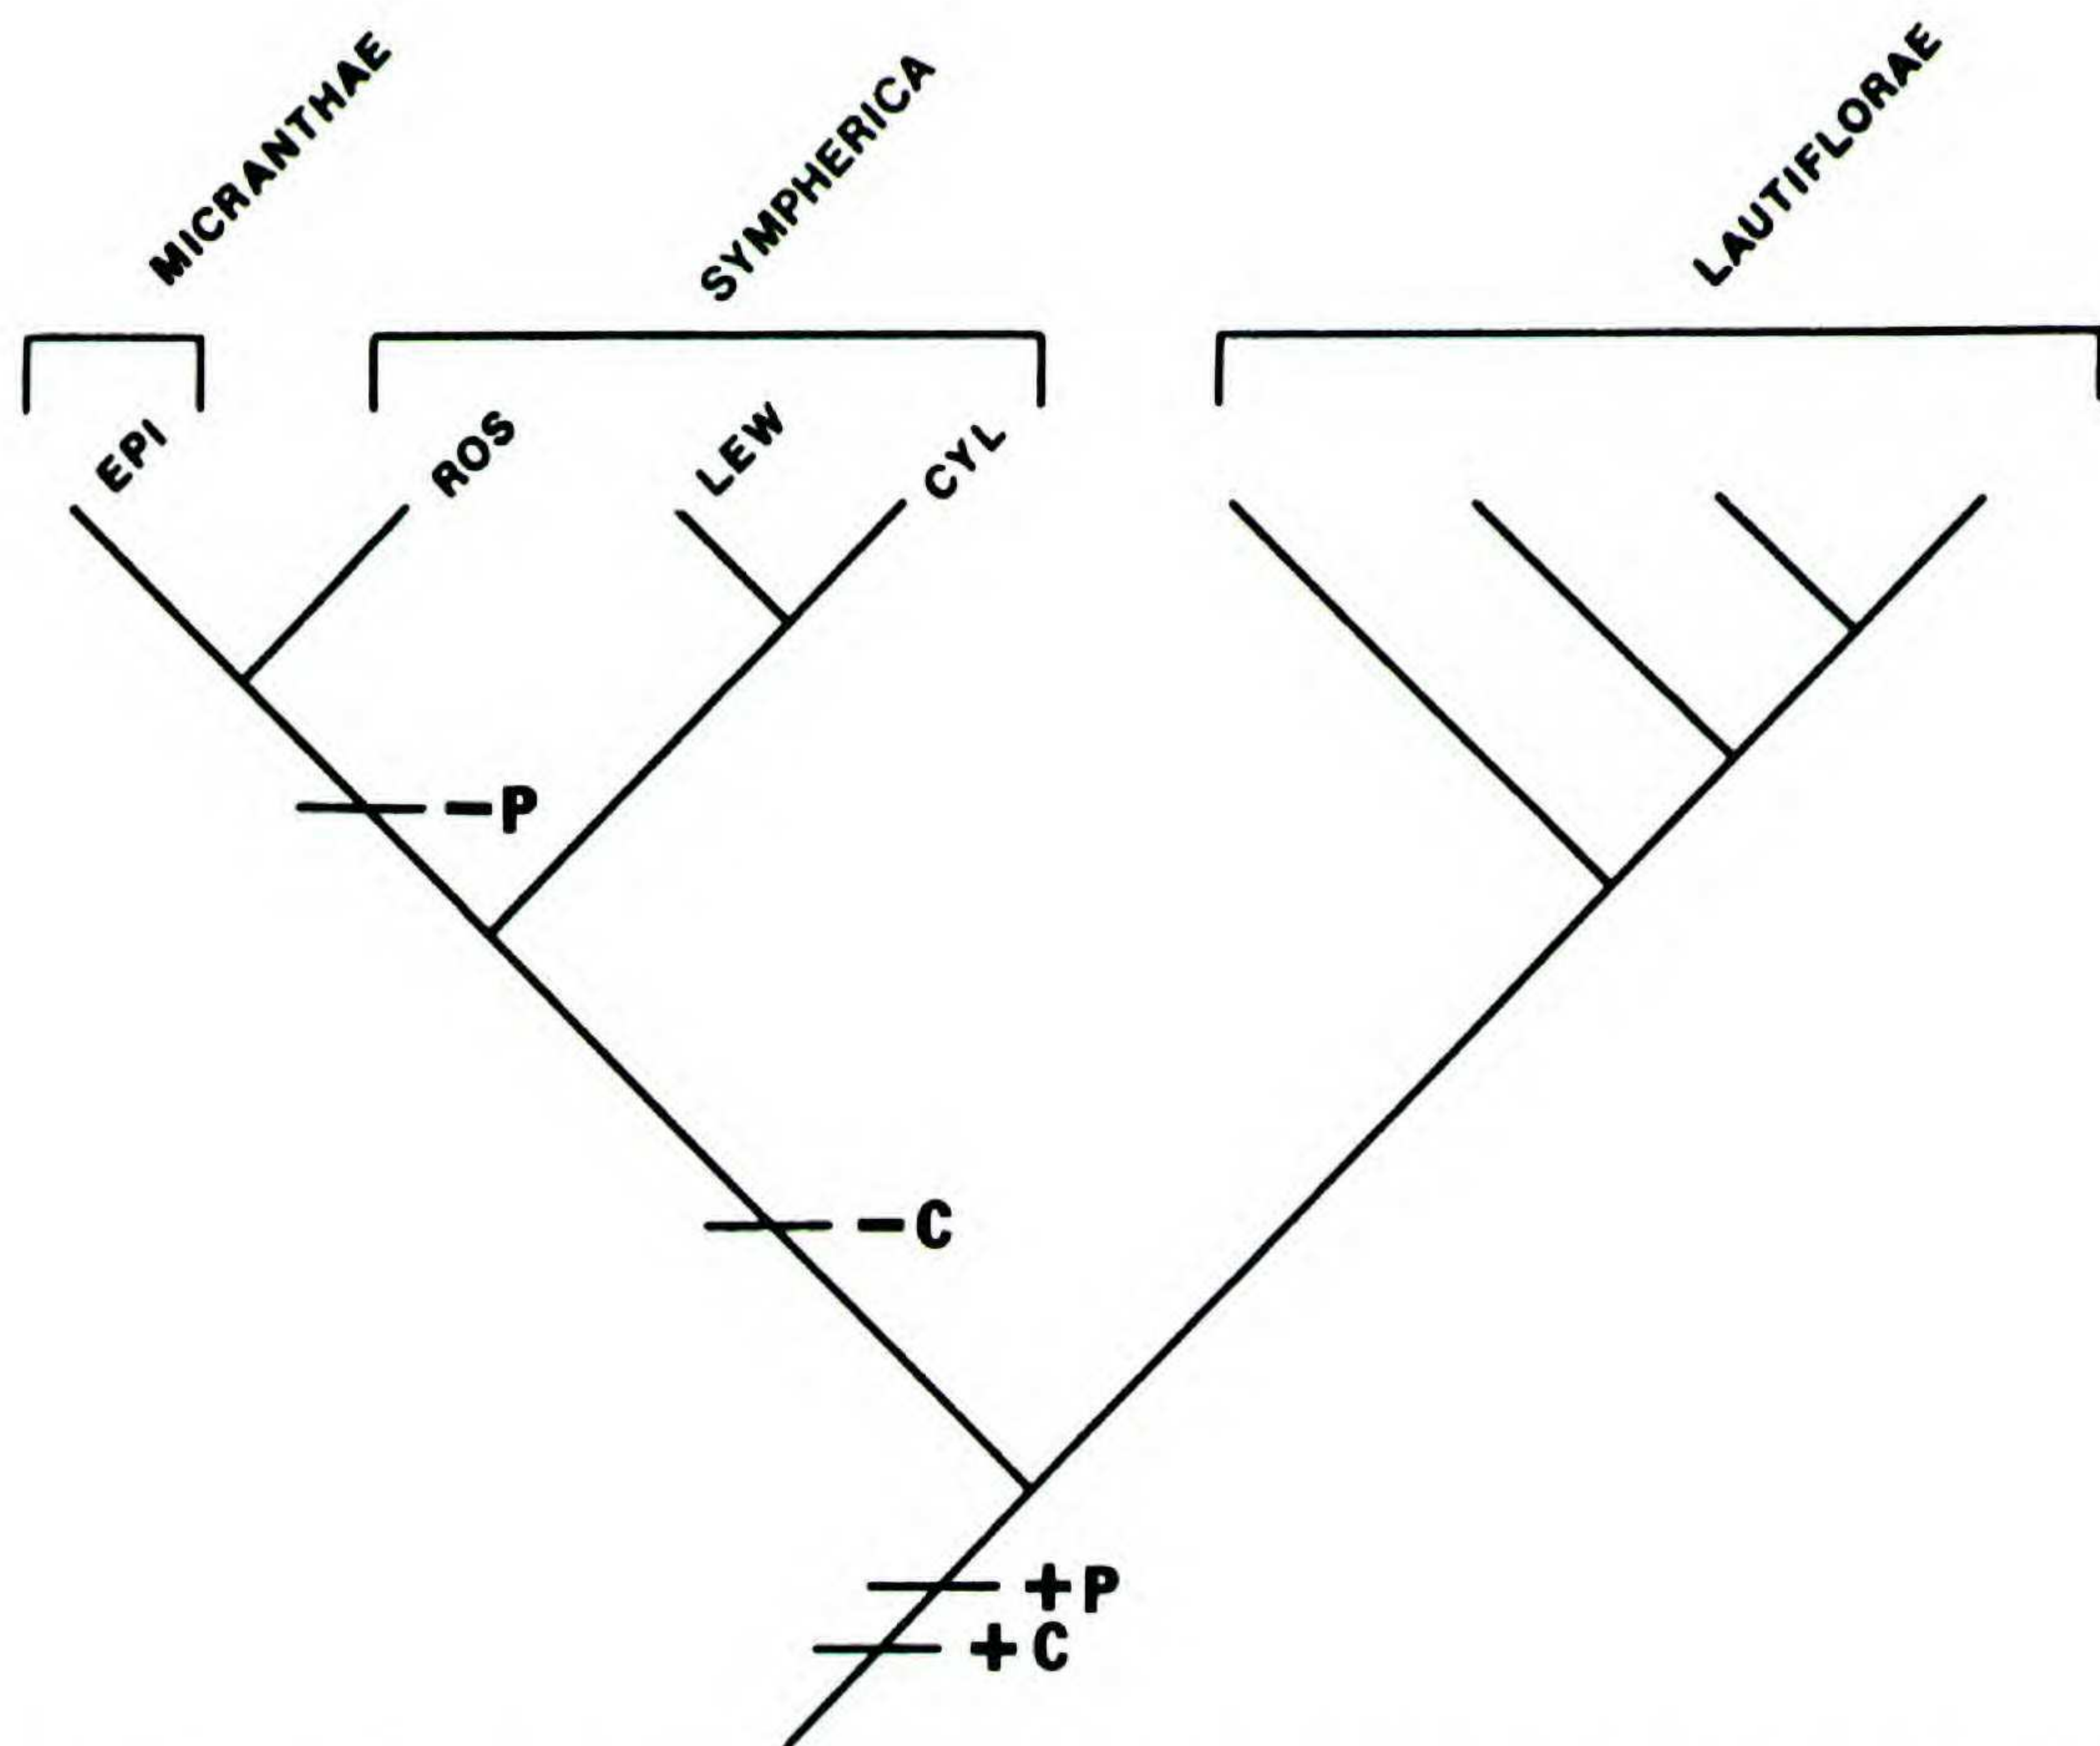 MICRANTHAE
SYMPHERICA
LAUTIFLORAE
EPI
ROS
LEW
CYL
-P
-C
+P
+C